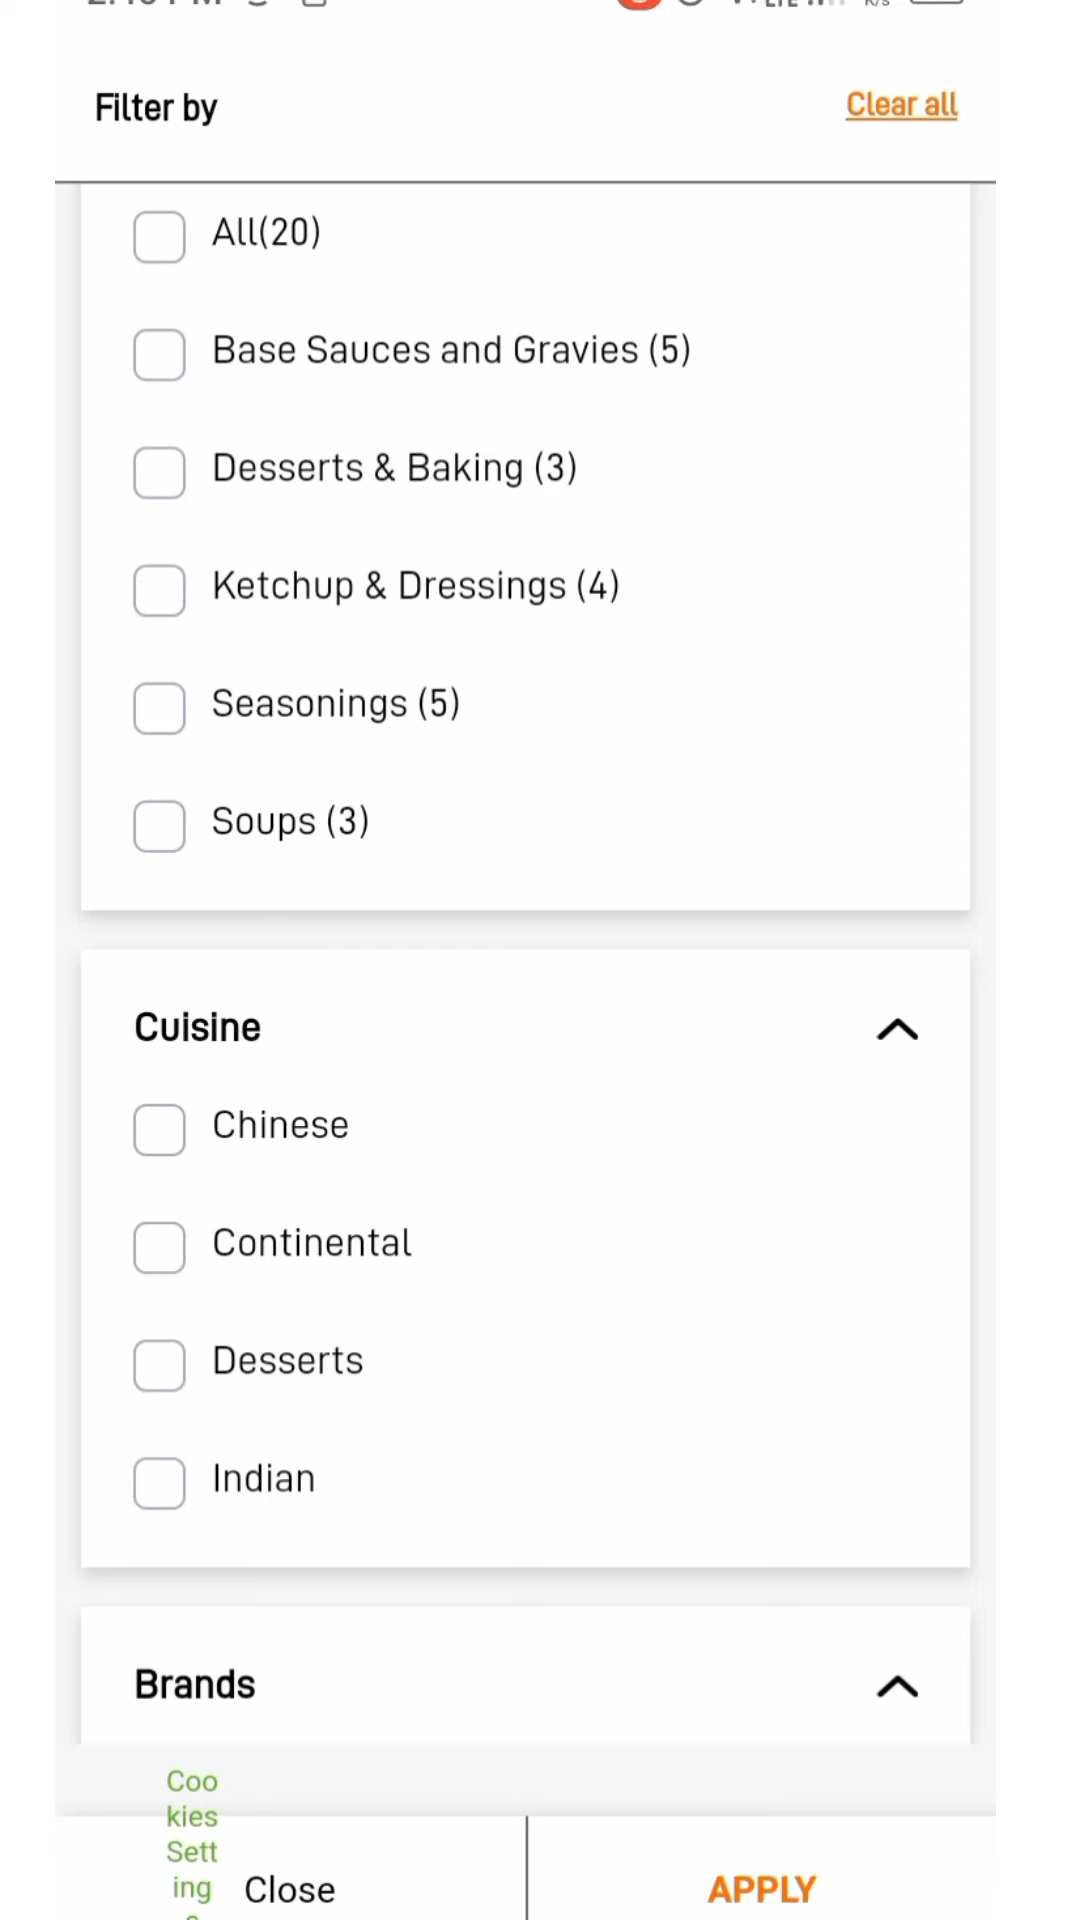 Filter by
Clear all
All(20)
Base Sauces and Gravies (5)
Desserts & Baking (3)
Ketchup & Dressings (4)
Seasonings (5)
Soups (3)
Cuisine
Chinese
Continental
Desserts
Indian
Brands
Coo
kies
Sett
ing
Close
APPLY